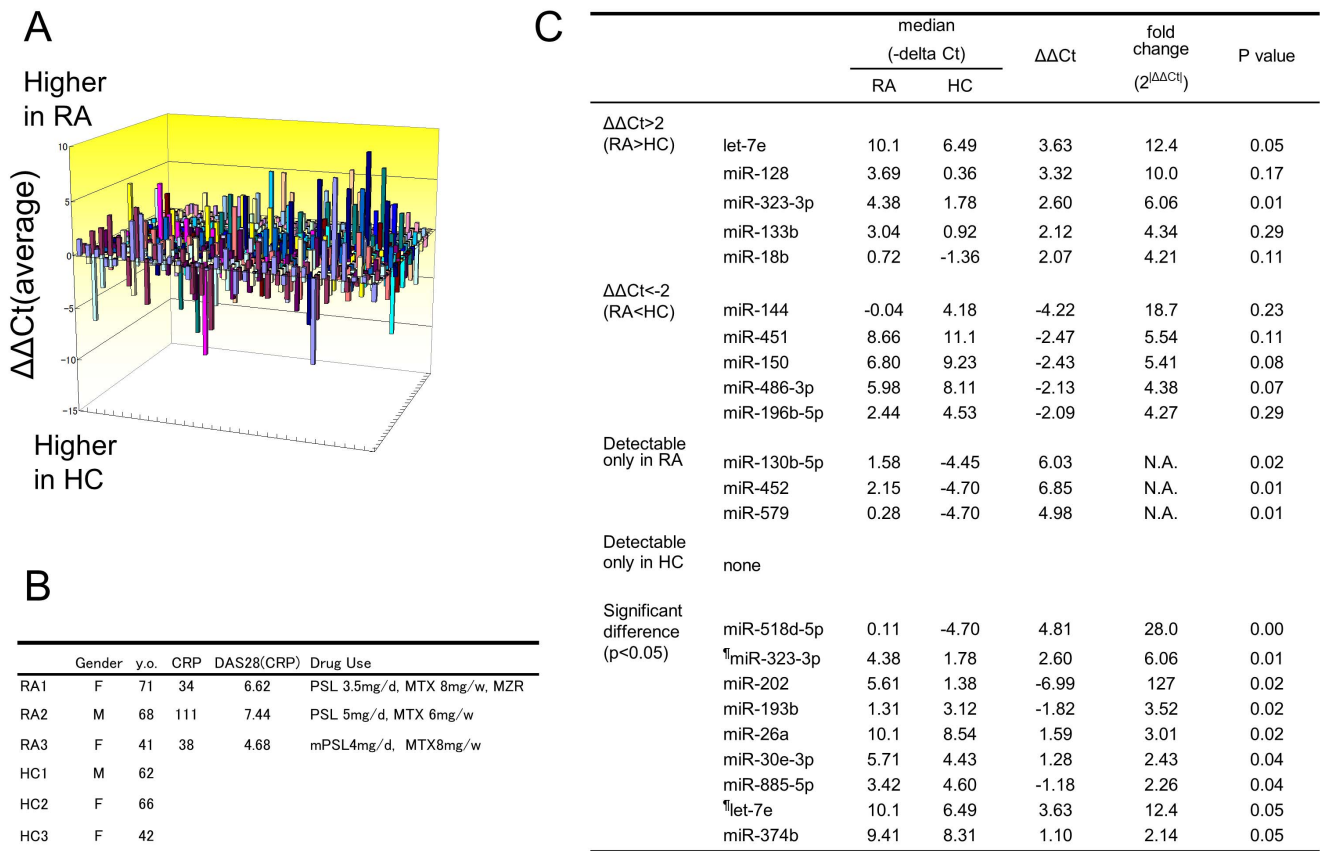 A
Higher
in RA
ΔΔCt(average)
10
5
0
-5
-10
-15
Higher
in HC
B
Gender y.o. CRP DAS28(CRP) Drug Use
RA1 F 71 34 6.62 PSL 3.5mg/d, MTX 8mg/w, MZR
RA2 M 68 111 7.44 PSL 5mg/d, MTX 6mg/w
RA3 F 41 38 4.68 mPSL4mg/d, MTX8mg/w
HC1 M 62
HC2 F 66
HC3 F 42
C
median
(-delta Ct)
RA HC
ΔΔCt
fold
change
(2|ΔΔCt|)
P value
ΔΔCt>2
(RA>HC)
let-7e 10.1 6.49 3.63 12.4 0.05
miR-128 3.69 0.36 3.32 10.0 0.17
miR-323-3p 4.38 1.78 2.60 6.06 0.01
miR-133b 3.04 0.92 2.12 4.34 0.29
miR-18b 0.72 -1.36 2.07 4.21 0.11
ΔΔCt<-2
(RA<HC)
miR-144 -0.04 4.18 -4.22 18.7 0.23
miR-451 8.66 11.1 -2.47 5.54 0.11
miR-150 6.80 9.23 -2.43 5.41 0.08
miR-486-3p 5.98 8.11 -2.13 4.38 0.07
miR-196b-5p 2.44 4.53 -2.09 4.27 0.29
Detectable
only in RA
miR-130b-5p 1.58 -4.45 6.03 N.A. 0.02
miR-452 2.15 -4.70 6.85 N.A. 0.01
miR-579 0.28 -4.70 4.98 N.A. 0.01
Detectable
only in HC
none
Significant
difference
(p<0.05)
miR-518d-5p 0.11 -4.70 4.81 28.0 0.00
¶miR-323-3p 4.38 1.78 2.60 6.06 0.01
miR-202 5.61 1.38 -6.99 127 0.02
miR-193b 1.31 3.12 -1.82 3.52 0.02
miR-26a 10.1 8.54 1.59 3.01 0.02
miR-30e-3p 5.71 4.43 1.28 2.43 0.04
miR-885-5p 3.42 4.60 -1.18 2.26 0.04
¶let-7e 10.1 6.49 3.63 12.4 0.05
miR-374b 9.41 8.31 1.10 2.14 0.05